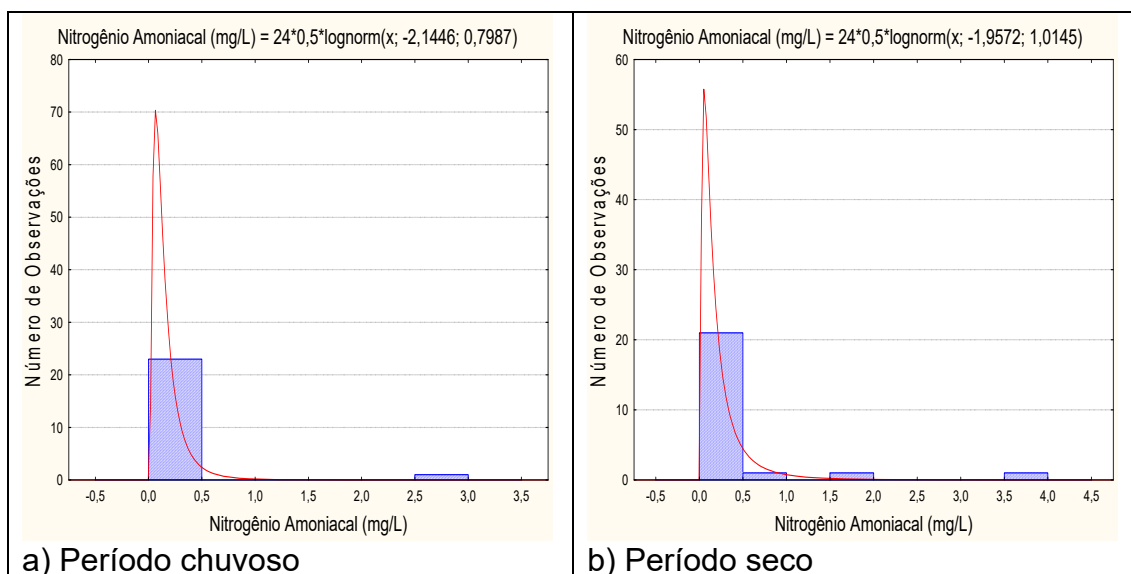 Nitrogênio Amoniacal (mg/L) = 24*0,5*lognorm(x; -2,1446; 0,7987)
80
70
60
50
40
30
20
10
0
Número de Observações
-0,5 0,0 0,5 1,0 1,5 2,0 2,5 3,0 3,5
Nitrogênio Amoniacal (mg/L)
a) Período chuvoso
Nitrogênio Amoniacal (mg/L) = 24*0,5*lognorm(x; -1,9572; 1,0145)
60
50
40
30
20
10
0
Número de Observações
-0,5 0,0 0,5 1,0 1,5 2,0 2,5 3,0 3,5 4,0 4,5
Nitrogênio Amoniacal (mg/L)
b) Período seco